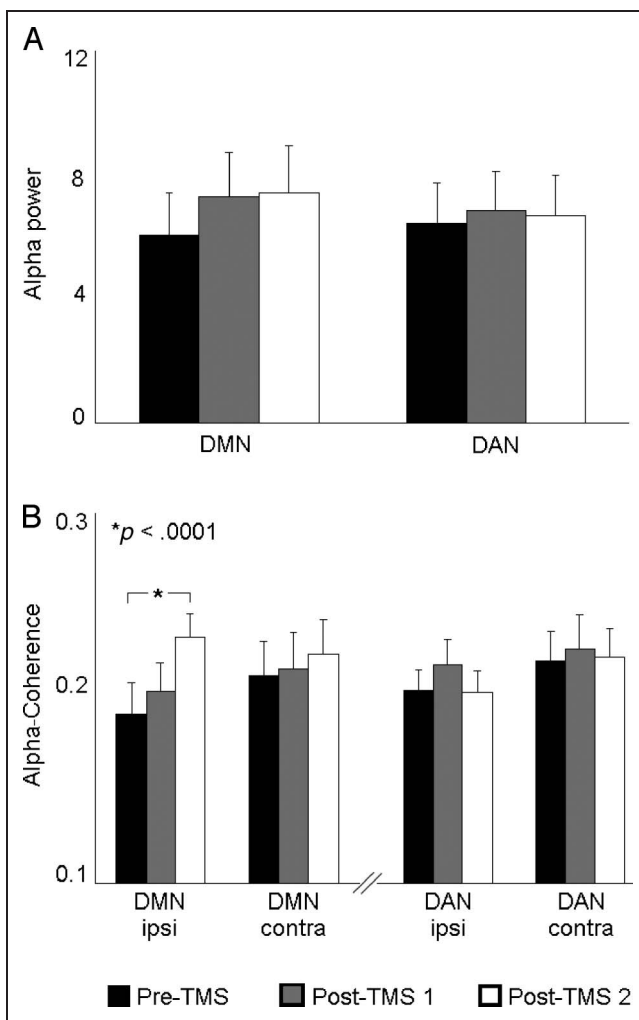 A
12
8
4
0
Alpha power
DMN DAN
B
0.3
0.2
0.1
Alpha-Coherence
*p < .0001
*
DMN ipsi
DMN contra
DAN ipsi
DAN contra
Pre-TMS Post-TMS 1 Post-TMS 2